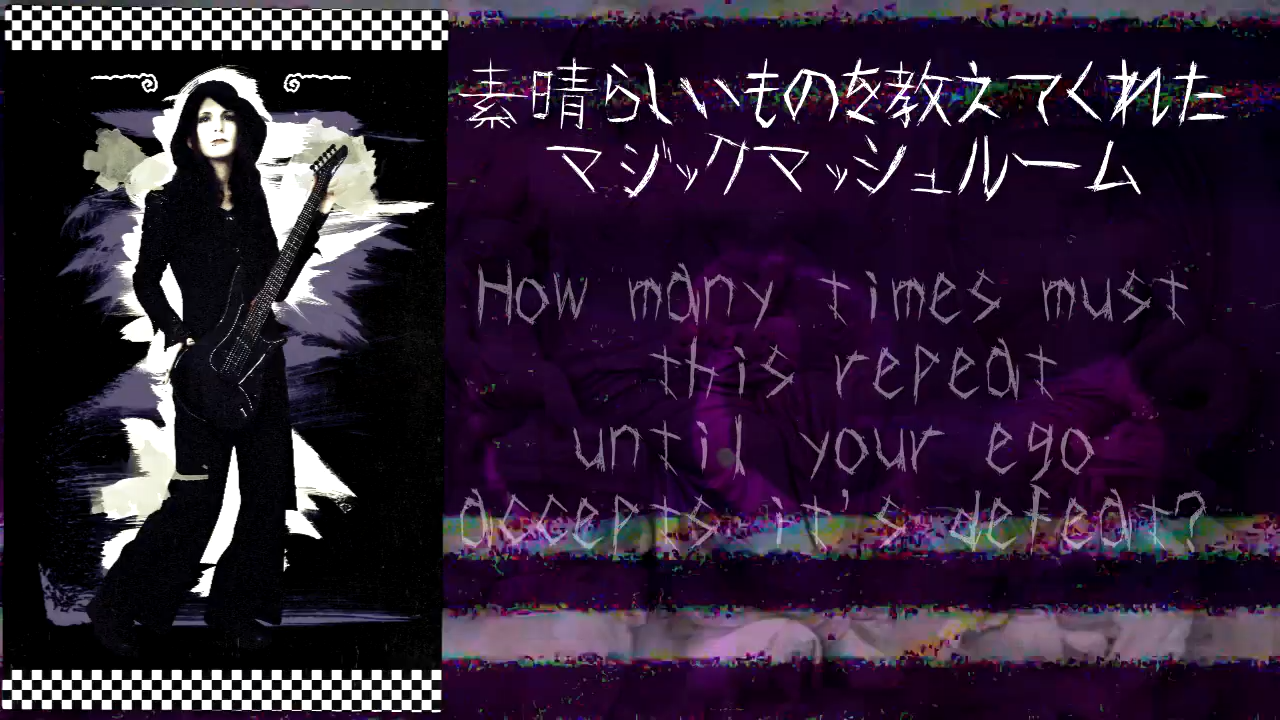 素晴らしいものを教えてくれた
マジックマッシュルーム
How many times must
this repeat
until your ego
accepts it's defeat?